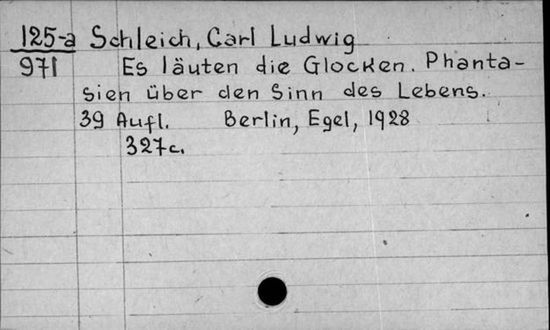 125-a Schleich, Carl Ludwig
971 Es läuten die Glocken. Phanta-
sien über den Sinn des Lebens.
39 Aufl. Berlin, Egel, 1928
327c.